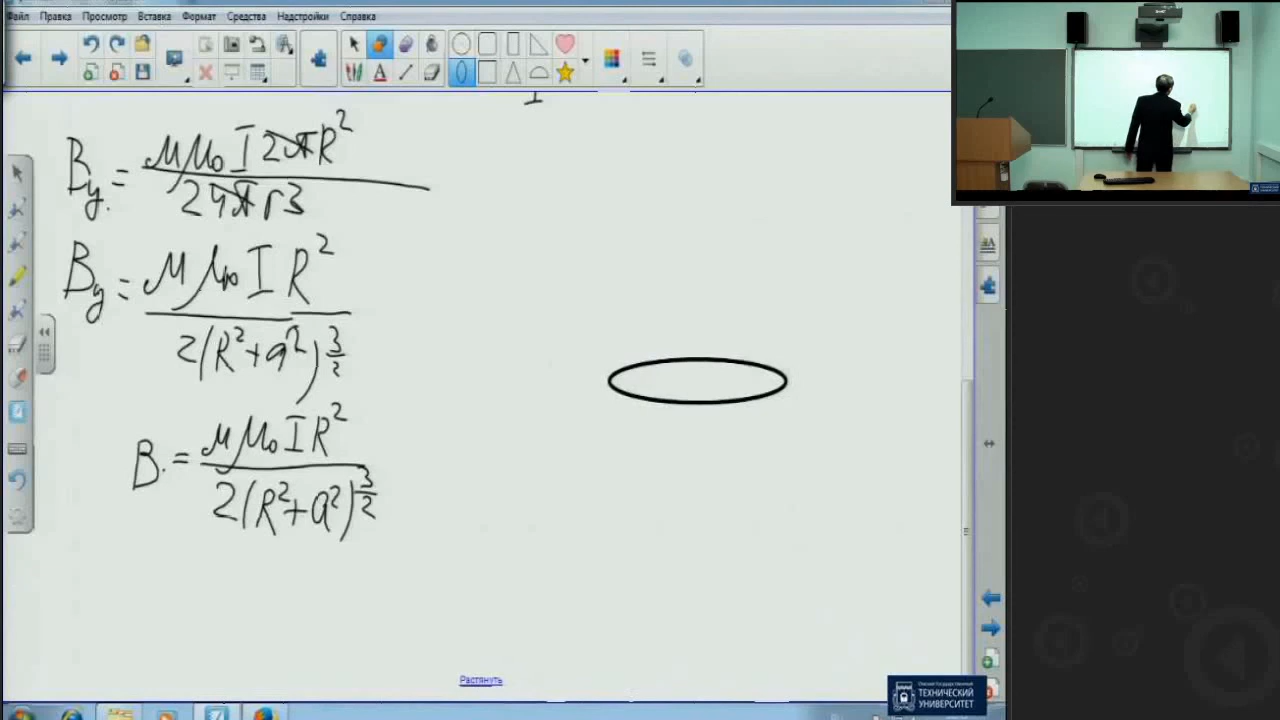 Файл Правка Просмотр Вставка Формат Средства Надстройки Справка
B_y = μμ₀I2πR² / 24πr3
B_y = μμ₀IR² / 2(R²+a²)^{3/2}
B = μμ₀IR² / 2(R²+a²)^{3/2}
Растянуть
ТЕХНИЧЕСКИЙ
УНИВЕРСИТЕТ